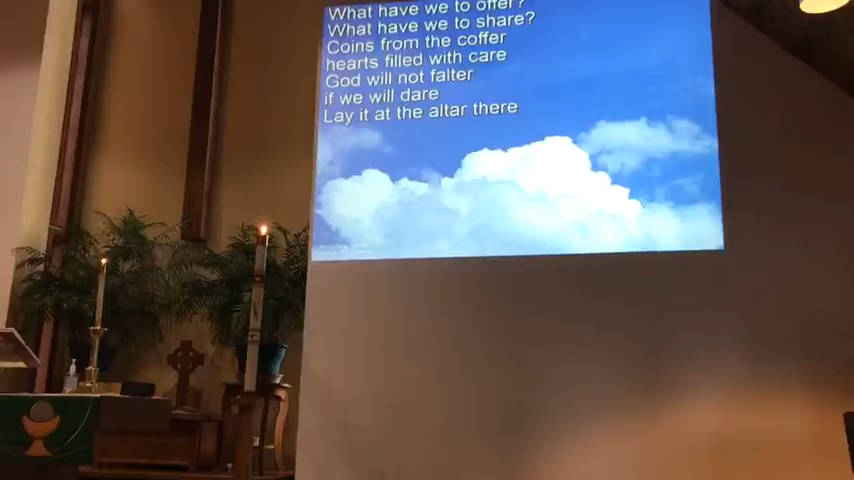 What have we to offer?
What have we to share?
Coins from the coffer
hearts filled with care
God will not falter
if we will dare
Lay it at the altar there